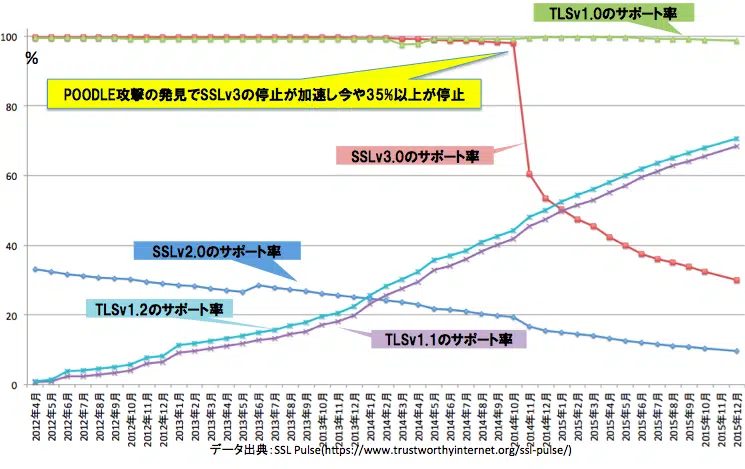 TLSv1.0のサポート率
100
%
POODLE攻撃の発見でSSLv3の停止が加速し今や35%以上が停止
80
SSLv3.0のサポート率
60
40
SSLv2.0のサポート率
TLSv1.2のサポート率
20
TLSv1.1のサポート率
0
2012年4月
2012年5月
2012年6月
2012年7月
2012年8月
2012年9月
2012年10月
2012年11月
2012年12月
2013年1月
2013年2月
2013年3月
2013年4月
2013年5月
2013年6月
2013年7月
2013年8月
2013年9月
2013年10月
2013年11月
2013年12月
2014年1月
2014年2月
2014年3月
2014年4月
2014年5月
2014年6月
2014年7月
2014年8月
2014年9月
2014年10月
2014年11月
2014年12月
2015年1月
2015年2月
2015年3月
2015年4月
2015年5月
2015年6月
2015年7月
2015年8月
2015年9月
2015年10月
2015年11月
2015年12月
データ出典：SSL Pulse(https://www.trustworthyinternet.org/ssl-pulse/)